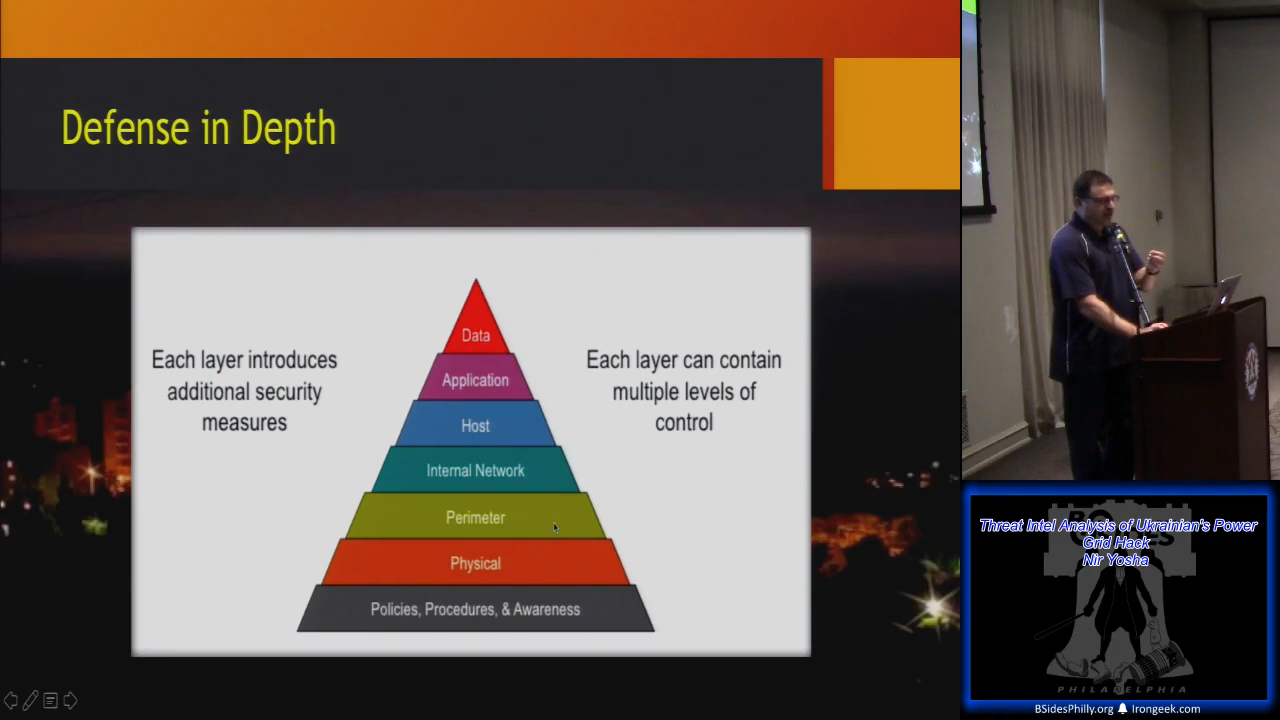 Defense in Depth
Each layer introduces
additional security
measures
Each layer can contain
multiple levels of
control
Data
Application
Host
Internal Network
Perimeter
Physical
Policies, Procedures, & Awareness
Threat Intel Analysis of Ukrainian's Power
Grid Hack
Nir Yosha
PHILADELPHIA
BSidesPhilly.org Irongeek.com